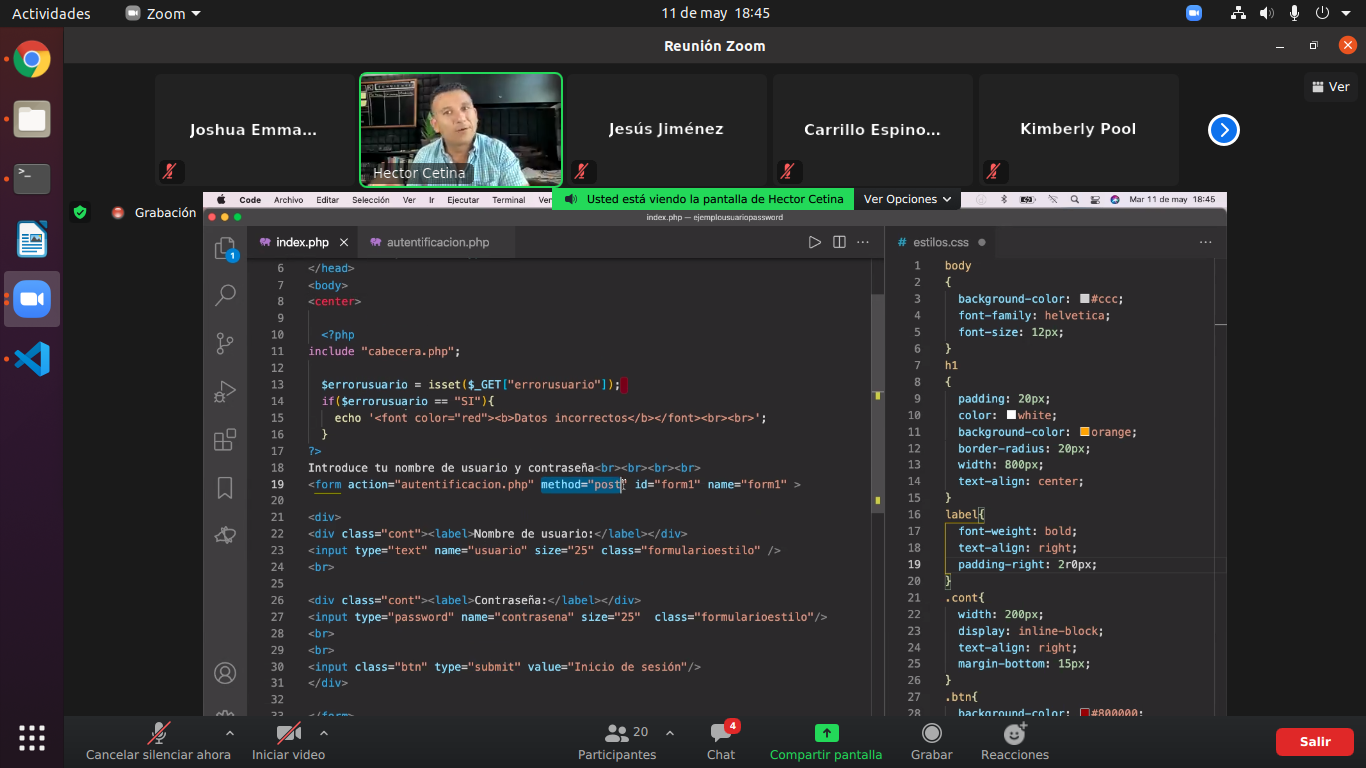 Actividades Zoom 11 de may 18:45
Reunión Zoom
Joshua Emma... Hector Cetina Jesús Jiménez Carrillo Espino... Kimberly Pool Ver
Grabación
Code Archivo Editar Selección Ver Ir Ejecutar Terminal Ven Usted está viendo la pantalla de Hector Cetina Ver Opciones Mar 11 de may 18:45
index.php — ejemplousuariopassword
1
index.php autentificacion.php
6 </head>
7 <body>
8 <center>
9
10 <?php
11 include "cabecera.php";
12
13 $errorusuario = isset($_GET["errorusuario"]);
14 if($errorusuario == "SI"){
15 echo '<font color="red"><b>Datos incorrectos</b></font><br><br>';
16 }
17 ?>
18 Introduce tu nombre de usuario y contraseña<br><br><br><br>
19 <form action="autentificacion.php" method="post" id="form1" name="form1" >
20
21 <div>
22 <div class="cont"><label>Nombre de usuario:</label></div>
23 <input type="text" name="usuario" size="25" class="formularioestilo" />
24 <br>
25
26 <div class="cont"><label>Contraseña:</label></div>
27 <input type="password" name="contrasena" size="25" class="formularioestilo"/>
28 <br>
29 <br>
30 <input class="btn" type="submit" value="Inicio de sesión"/>
31 </div>
32
33 </form>
# estilos.css
1 body
2 {
3 background-color: #ccc;
4 font-family: helvetica;
5 font-size: 12px;
6 }
7 h1
8 {
9 padding: 20px;
10 color: white;
11 background-color: orange;
12 border-radius: 20px;
13 width: 800px;
14 text-align: center;
15 }
16 label{
17 font-weight: bold;
18 text-align: right;
19 padding-right: 2r0px;
20 }
21 .cont{
22 width: 200px;
23 display: inline-block;
24 text-align: right;
25 margin-bottom: 15px;
26 }
27 .btn{
28 background-color: #800000;
Cancelar silenciar ahora Iniciar video Participantes 20 Chat 4 Compartir pantalla Grabar Reacciones Salir